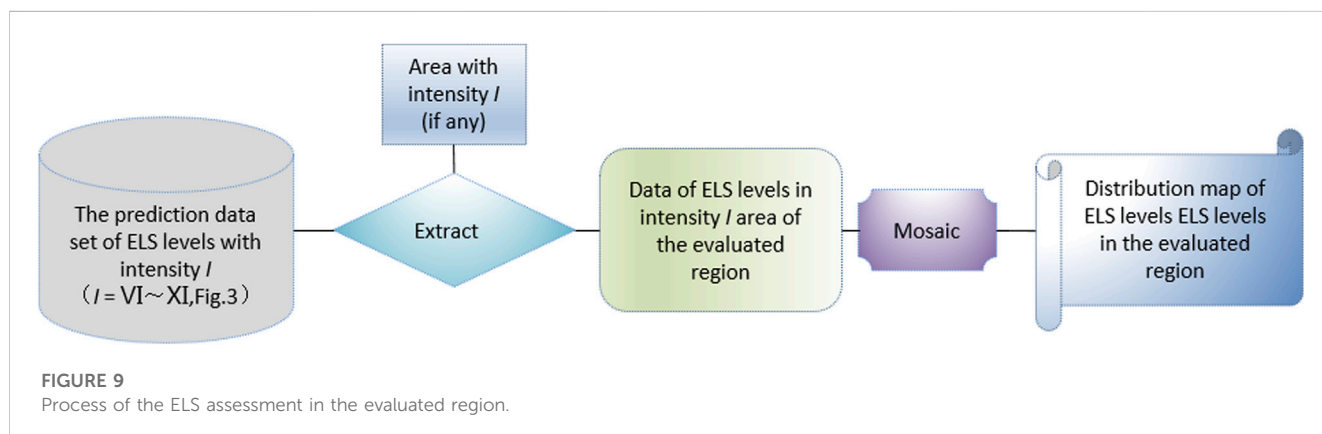 Area with
intensity I
(if any)
The prediction data
set of ELS levels with
intensity I
（I = VI～XI,Fig.3）
Extract
Data of ELS levels in
intensity I area of
the evaluated
region
Mosaic
Distribution map of
ELS levels ELS levels
in the evaluated
region
FIGURE 9
Process of the ELS assessment in the evaluated region.